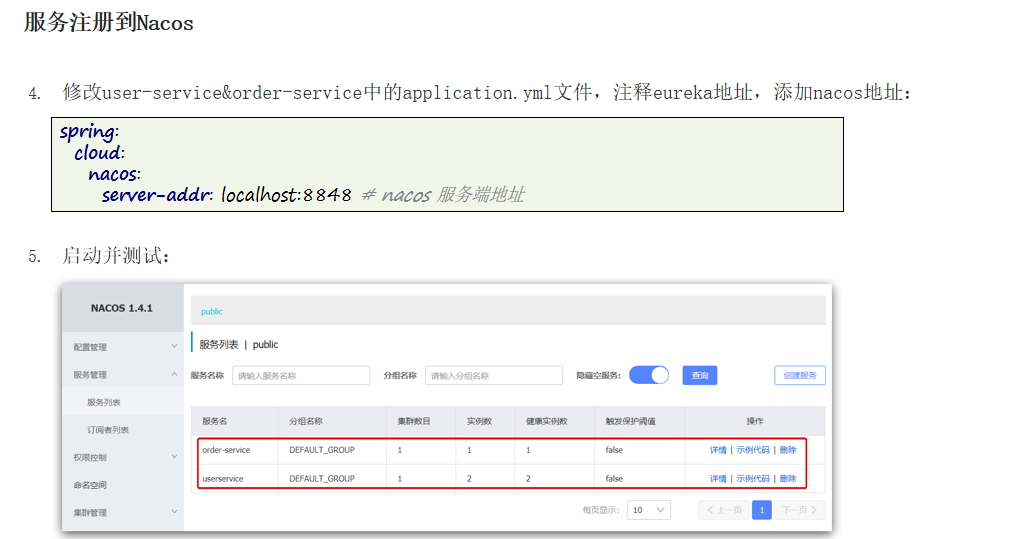 服务注册到Nacos
4. 修改user-service&order-service中的application.yml文件，注释eureka地址，添加nacos地址：
spring:
cloud:
nacos:
server-addr: localhost:8848 # nacos 服务端地址
5. 启动并测试：
NACOS 1.4.1
public
配置管理
服务列表 | public
服务管理
服务名称 请输入服务名称 分组名称 请输入分组名称 隐藏空服务: 查询 创建服务
服务列表
服务名 分组名称 集群数目 实例数 健康实例数 触发保护阈值 操作
订阅者列表
order-service DEFAULT_GROUP 1 1 1 false 详情 | 示例代码 | 删除
权限控制
userservice DEFAULT_GROUP 1 2 2 false 详情 | 示例代码 | 删除
命名空间
集群管理
每页显示: 10 < 上一页 1 下一页 >